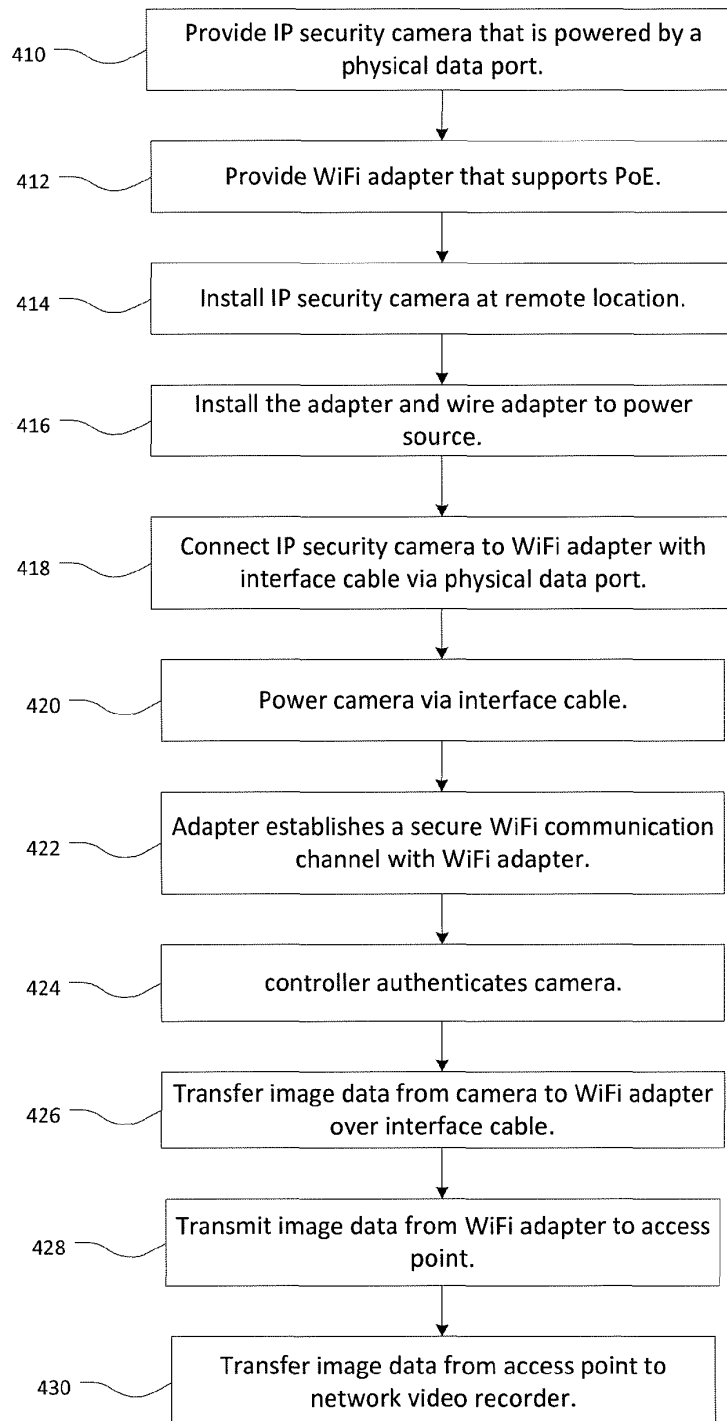 410
Provide IP security camera that is powered by a
physical data port.
412
Provide WiFi adapter that supports PoE.
414
Install IP security camera at remote location.
416
Install the adapter and wire adapter to power
source.
418
Connect IP security camera to WiFi adapter with
interface cable via physical data port.
420
Power camera via interface cable.
422
Adapter establishes a secure WiFi communication
channel with WiFi adapter.
424
controller authenticates camera.
426
Transfer image data from camera to WiFi adapter
over interface cable.
428
Transmit image data from WiFi adapter to access
point.
430
Transfer image data from access point to
network video recorder.